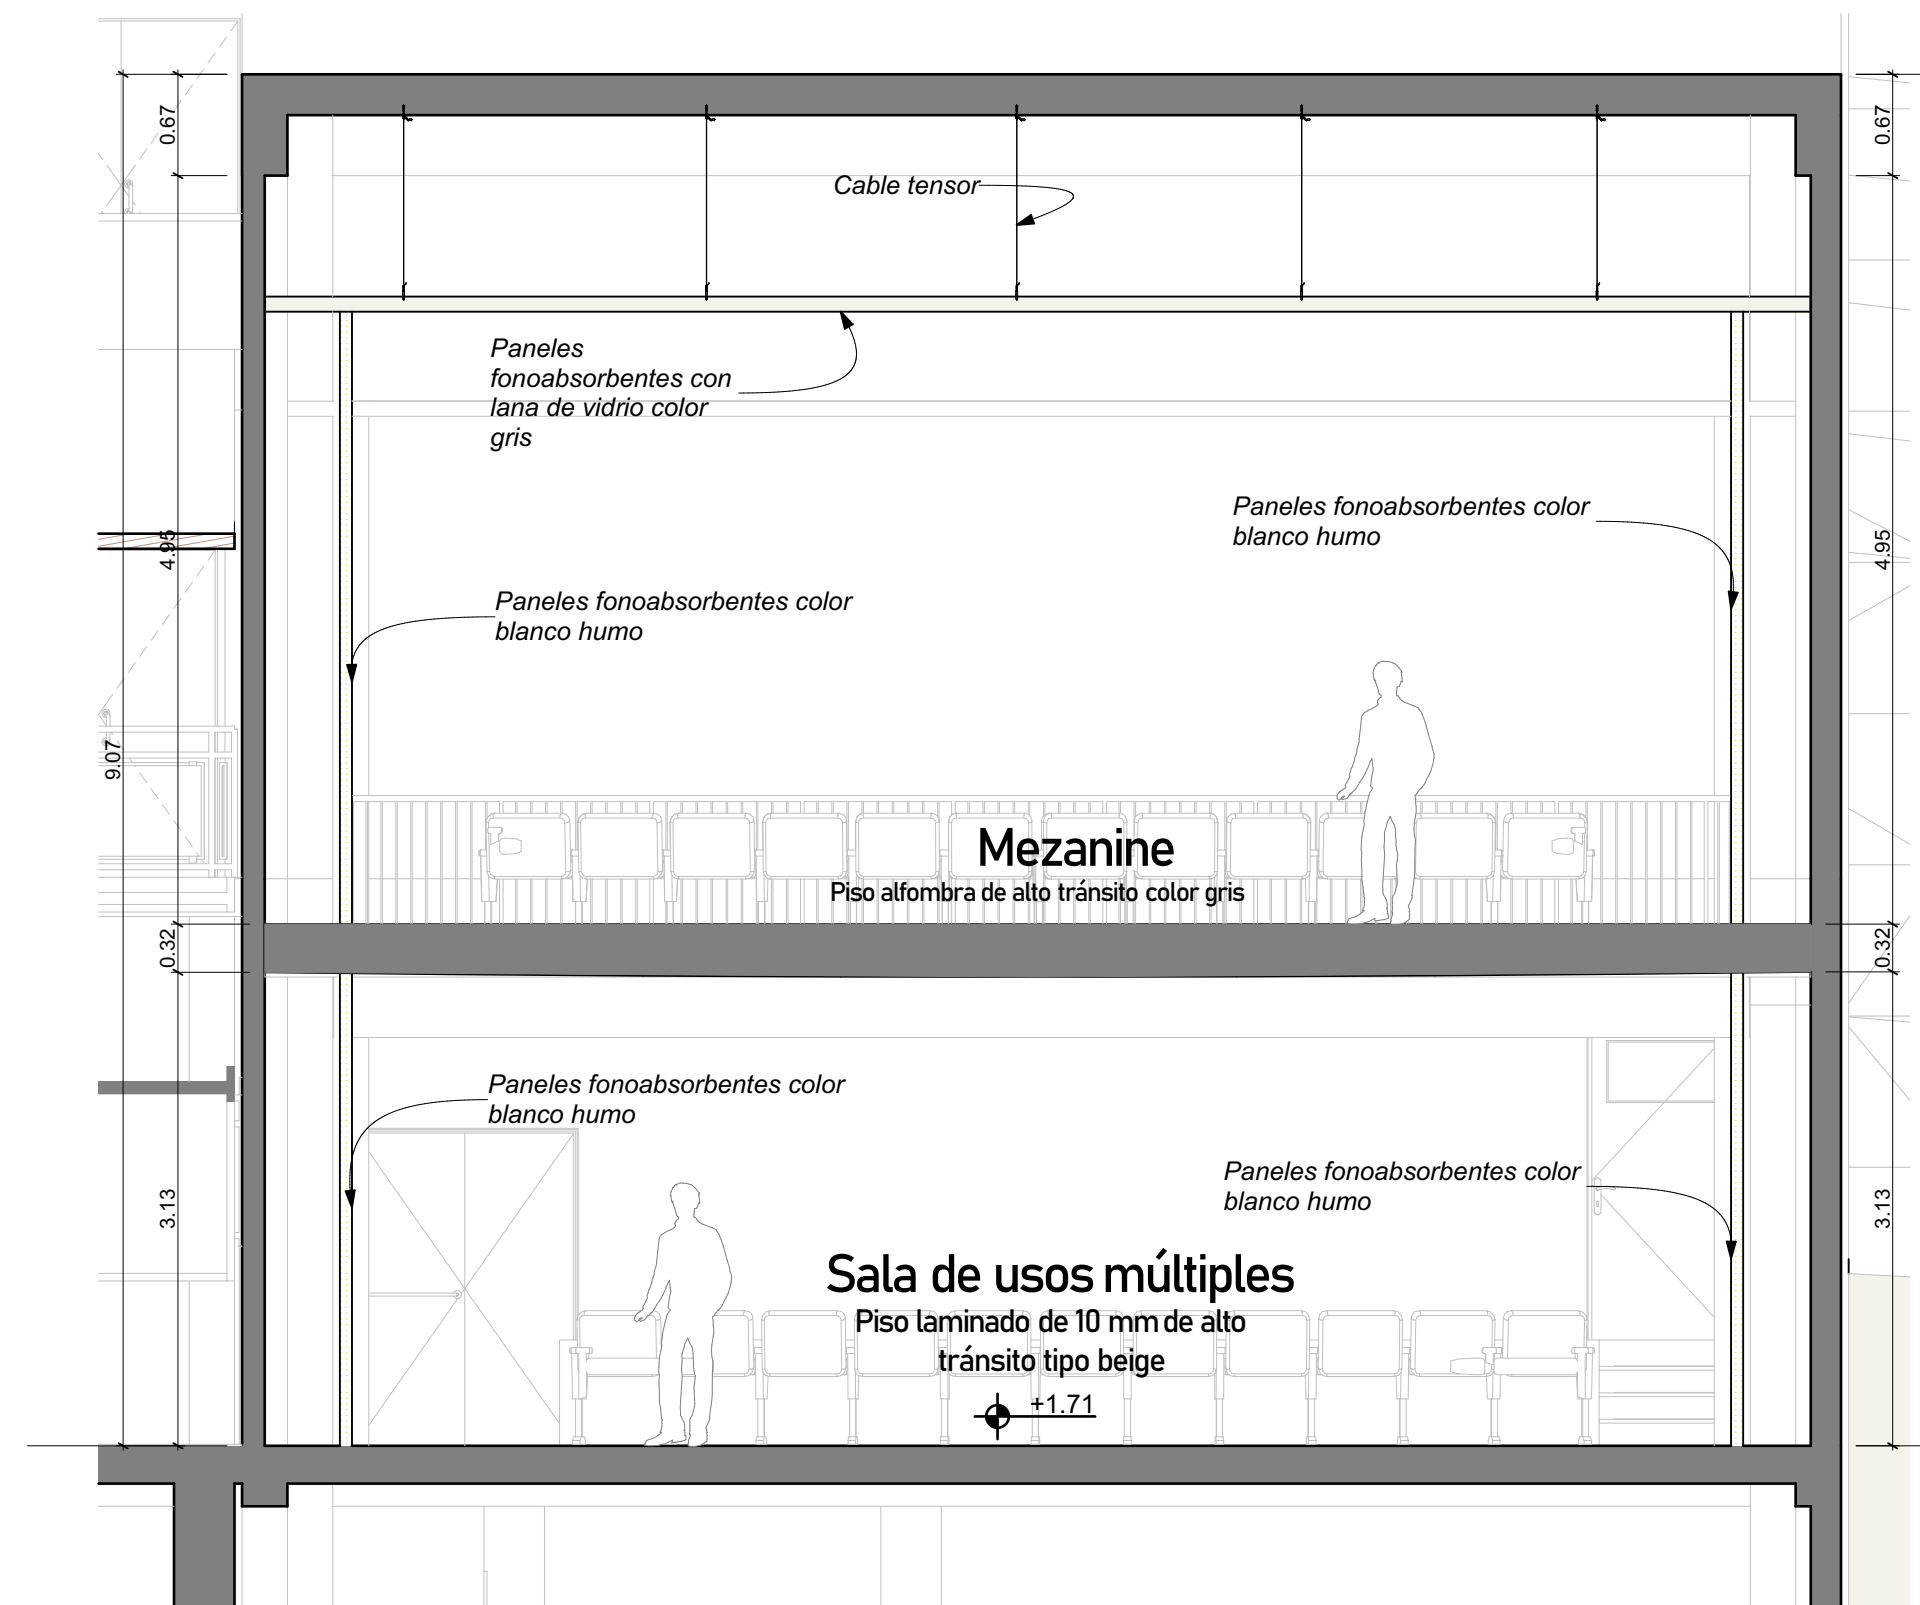 0.67
0.67
Cable tensor
Paneles
fonoabsorbentes con
lana de vidrio color
gris
Paneles fonoabsorbentes color
blanco humo
4.95
4.95
Paneles fonoabsorbentes color
blanco humo
9.07
Mezanine
Piso alfombra de alto tránsito color gris
0.32
0.32
Paneles fonoabsorbentes color
blanco humo
Paneles fonoabsorbentes color
blanco humo
3.13
3.13
Sala de usos múltiples
Piso laminado de 10 mm de alto
tránsito tipo beige
+1.71